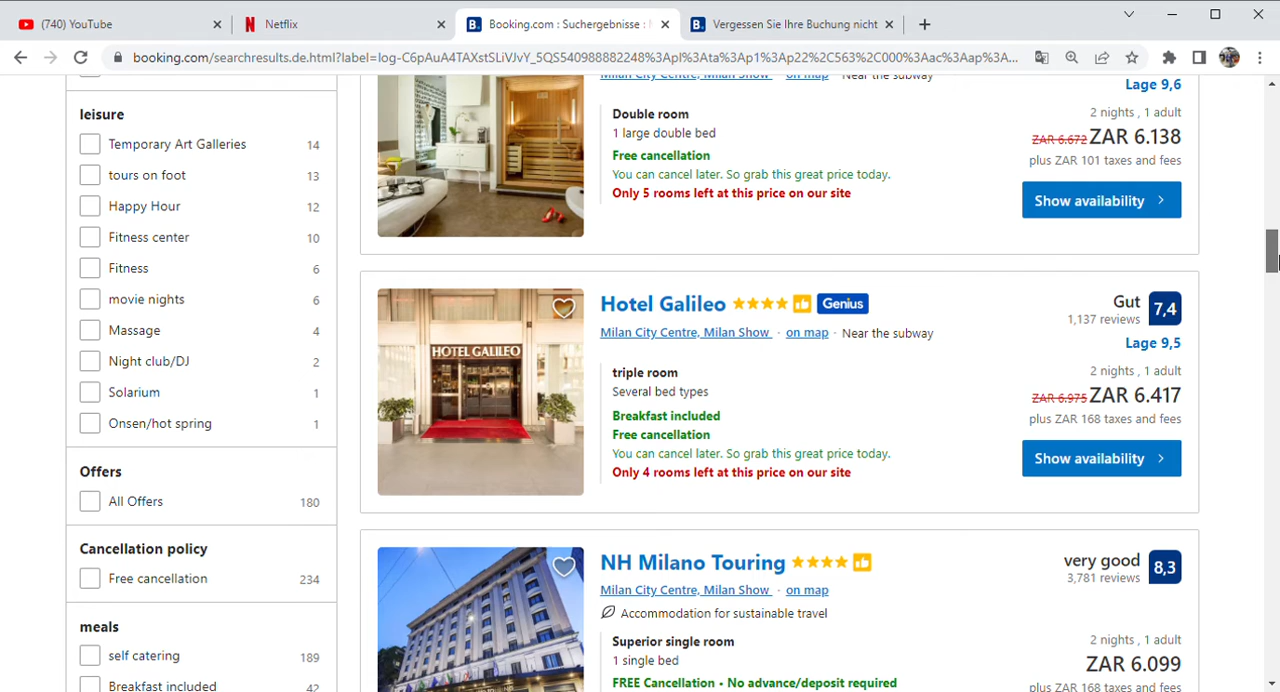 (740) YouTube
Netflix
Booking.com : Suchergebnisse :
Vergessen Sie Ihre Buchung nicht
booking.com/searchresults.de.html?label=log-C6pAuA4TAXstSLiVJvY_5QS540988882248%3Apl%3Ata%3Ap1%3Ap22%2C563%2C000%3Aac%3Aap%3A...
leisure
Temporary Art Galleries 14
tours on foot 13
Happy Hour 12
Fitness center 10
Fitness 6
movie nights 6
Massage 4
Night club/DJ 2
Solarium 1
Onsen/hot spring 1
Offers
All Offers 180
Cancellation policy
Free cancellation 234
meals
self catering 189
Breakfast included 42
Milan City Centre, Milan Show · on map · Near the subway
Lage 9,6
Double room
1 large double bed
Free cancellation
You can cancel later. So grab this great price today.
Only 5 rooms left at this price on our site
2 nights , 1 adult
ZAR 6.672 ZAR 6.138
plus ZAR 101 taxes and fees
Show availability
HOTEL GALILEO
Hotel Galileo Genius
Milan City Centre, Milan Show · on map · Near the subway
Gut 7,4
1,137 reviews
Lage 9,5
triple room
Several bed types
Breakfast included
Free cancellation
You can cancel later. So grab this great price today.
Only 4 rooms left at this price on our site
2 nights , 1 adult
ZAR 6.975 ZAR 6.417
plus ZAR 168 taxes and fees
Show availability
NH Milano Touring
Milan City Centre, Milan Show · on map
Accommodation for sustainable travel
very good 8,3
3,781 reviews
Superior single room
1 single bed
FREE Cancellation • No advance/deposit required
2 nights , 1 adult
ZAR 6.099
plus ZAR 168 taxes and fees